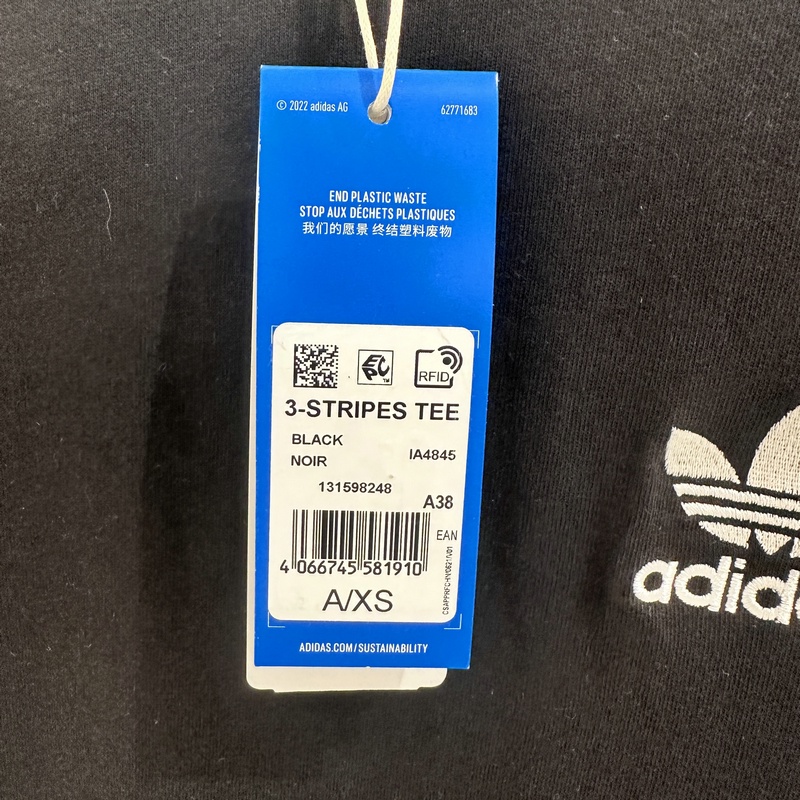 © 2022 adidas AG
62771683
END PLASTIC WASTE
STOP AUX DÉCHETS PLASTIQUES
我们的愿景 终结塑料废物
EPC TM
RFID
3-STRIPES TEE
BLACK
NOIR IA4845
131598248
A38
EAN
4 066745 581910
A/XS
ADIDAS.COM/SUSTAINABILITY